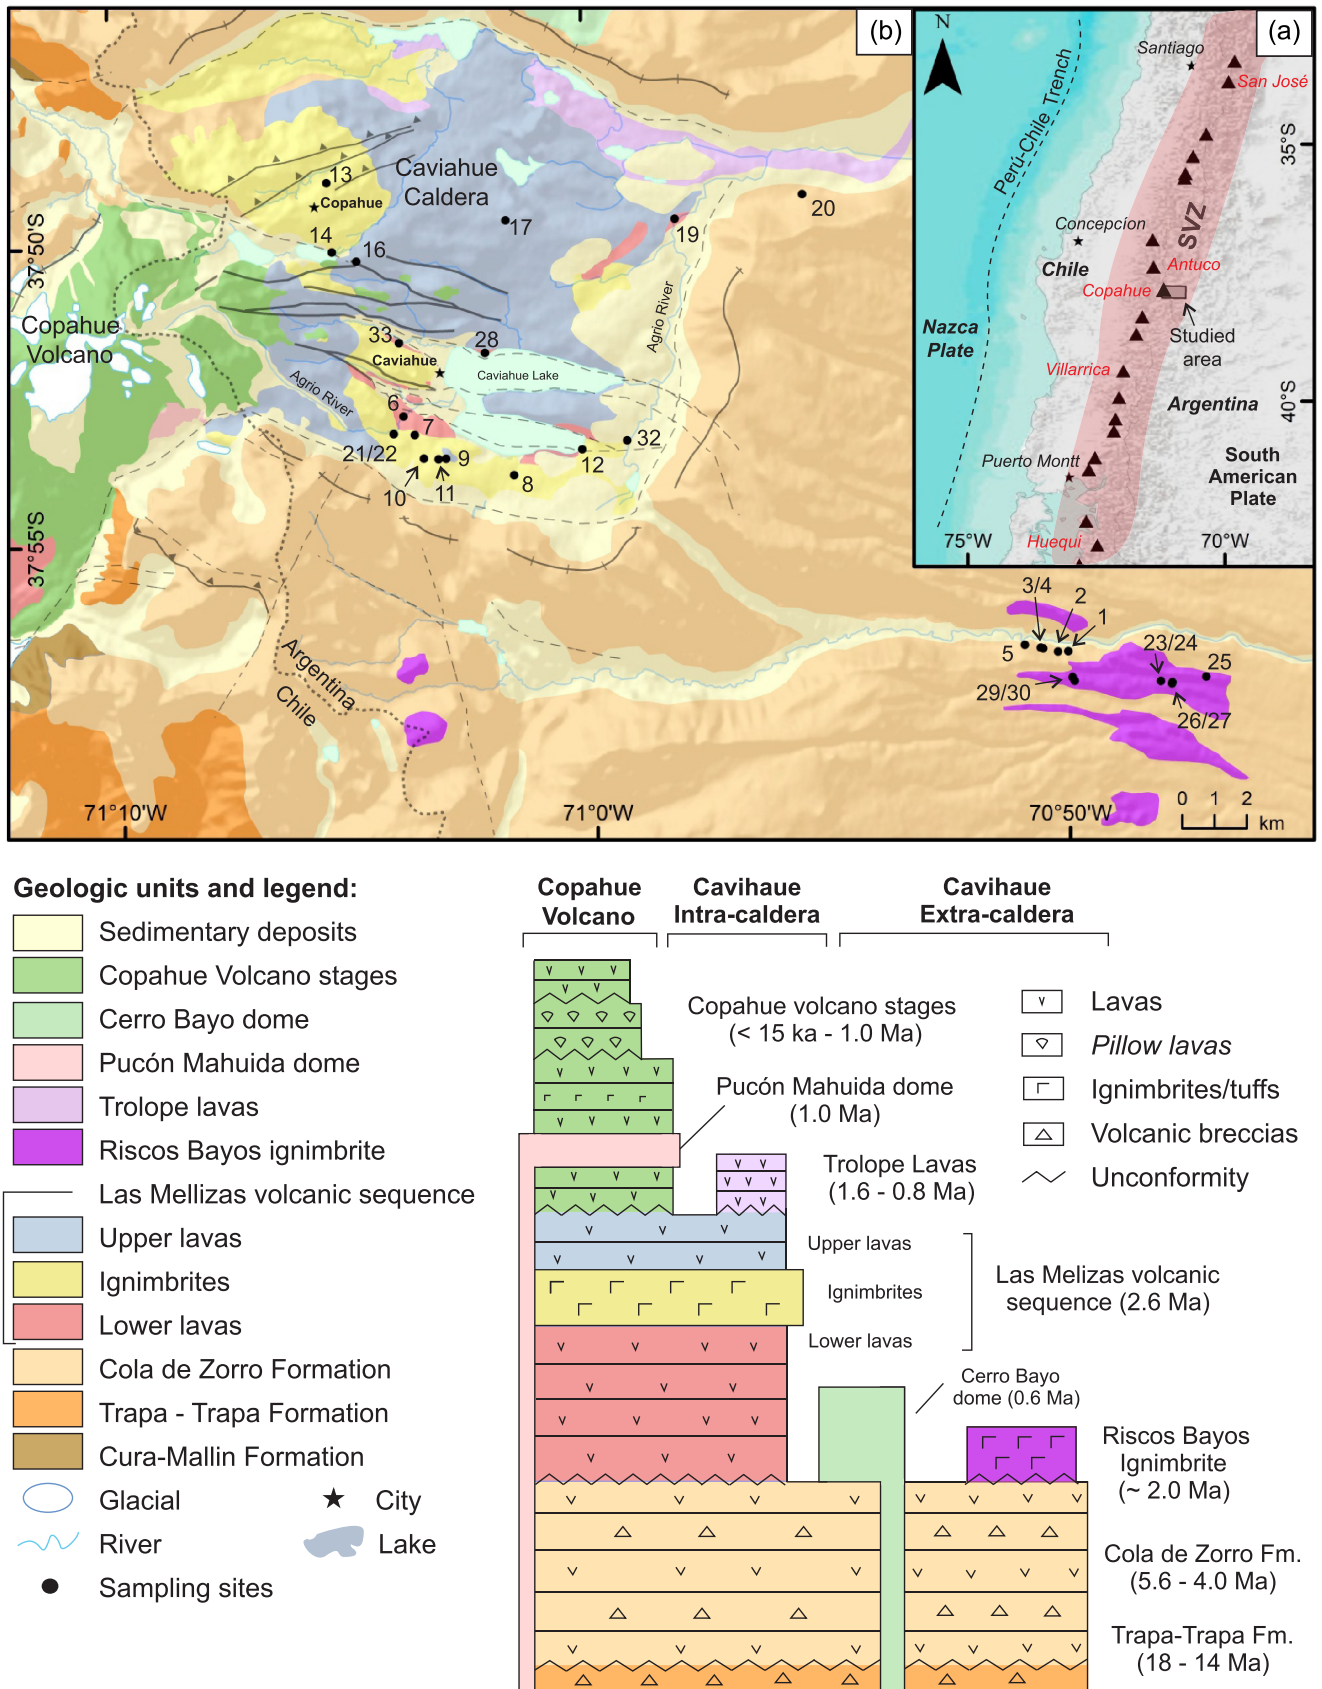 (b)
13
Copahue
Caviahue
Caldera
17
14
16
19
20
37°50'S
Copahue
Volcano
33
Caviahue
28
Caviahue Lake
Agrio River
Agrio River
6
7
21/22
9
10
11
8
12
32
37°55'S
Argentina
Chile
71°10'W
71°0'W
70°50'W
3/4
2
1
5
23/24
25
29/30
26/27
0 1 2
km
(a)
N
Santiago
San José
Perú-Chile Trench
35°S
Concepcíon
SVZ
Chile
Antuco
Copahue
Nazca
Plate
Studied
area
Villarrica
Argentina
40°S
Puerto Montt
South
American
Plate
75°W
Huequi
70°W
Geologic units and legend:
Sedimentary deposits
Copahue Volcano stages
Cerro Bayo dome
Pucón Mahuida dome
Trolope lavas
Riscos Bayos ignimbrite
Las Mellizas volcanic sequence
Upper lavas
Ignimbrites
Lower lavas
Cola de Zorro Formation
Trapa - Trapa Formation
Cura-Mallin Formation
Glacial
City
River
Lake
Sampling sites
Copahue
Volcano
Cavihaue
Intra-caldera
Cavihaue
Extra-caldera
Copahue volcano stages
(< 15 ka - 1.0 Ma)
Pucón Mahuida dome
(1.0 Ma)
Trolope Lavas
(1.6 - 0.8 Ma)
Lavas
Pillow lavas
Ignimbrites/tuffs
Volcanic breccias
Unconformity
Upper lavas
Ignimbrites
Lower lavas
Las Melizas volcanic
sequence (2.6 Ma)
Cerro Bayo
dome (0.6 Ma)
Riscos Bayos
Ignimbrite
(~ 2.0 Ma)
Cola de Zorro Fm.
(5.6 - 4.0 Ma)
Trapa-Trapa Fm.
(18 - 14 Ma)